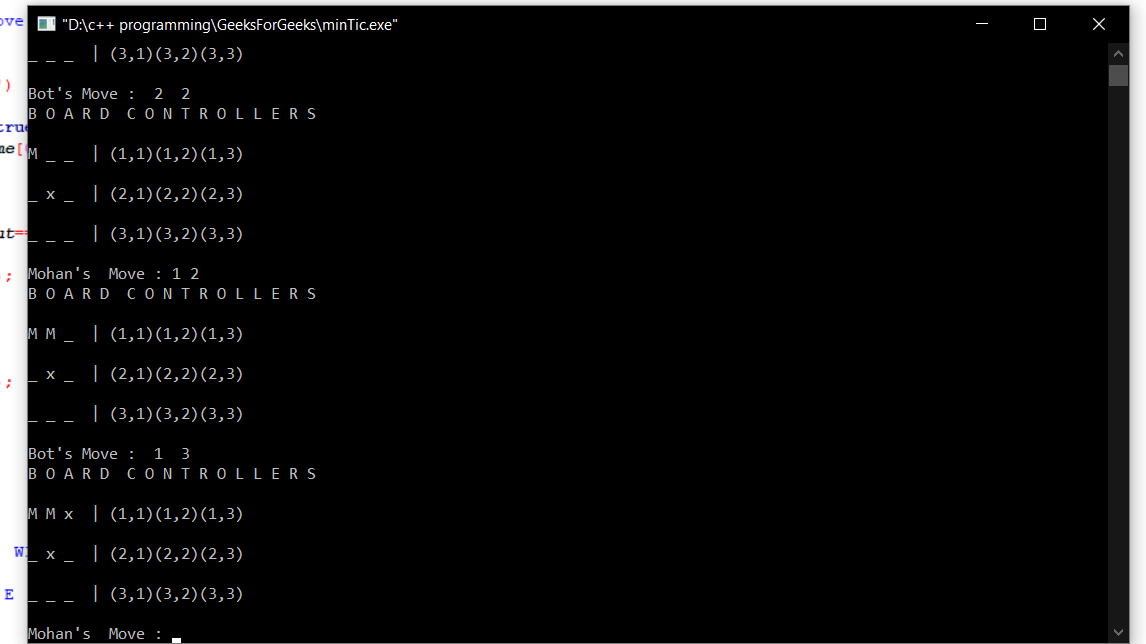 "D:\c++ programming\GeeksForGeeks\minTic.exe"
_ _ _  | (3,1)(3,2)(3,3)
Bot's Move :  2  2
B O A R D  C O N T R O L L E R S
M _ _  | (1,1)(1,2)(1,3)
_ x _  | (2,1)(2,2)(2,3)
_ _ _  | (3,1)(3,2)(3,3)
Mohan's  Move : 1 2
B O A R D  C O N T R O L L E R S
M M _  | (1,1)(1,2)(1,3)
_ x _  | (2,1)(2,2)(2,3)
_ _ _  | (3,1)(3,2)(3,3)
Bot's Move :  1  3
B O A R D  C O N T R O L L E R S
M M x  | (1,1)(1,2)(1,3)
_ x _  | (2,1)(2,2)(2,3)
_ _ _  | (3,1)(3,2)(3,3)
Mohan's  Move :